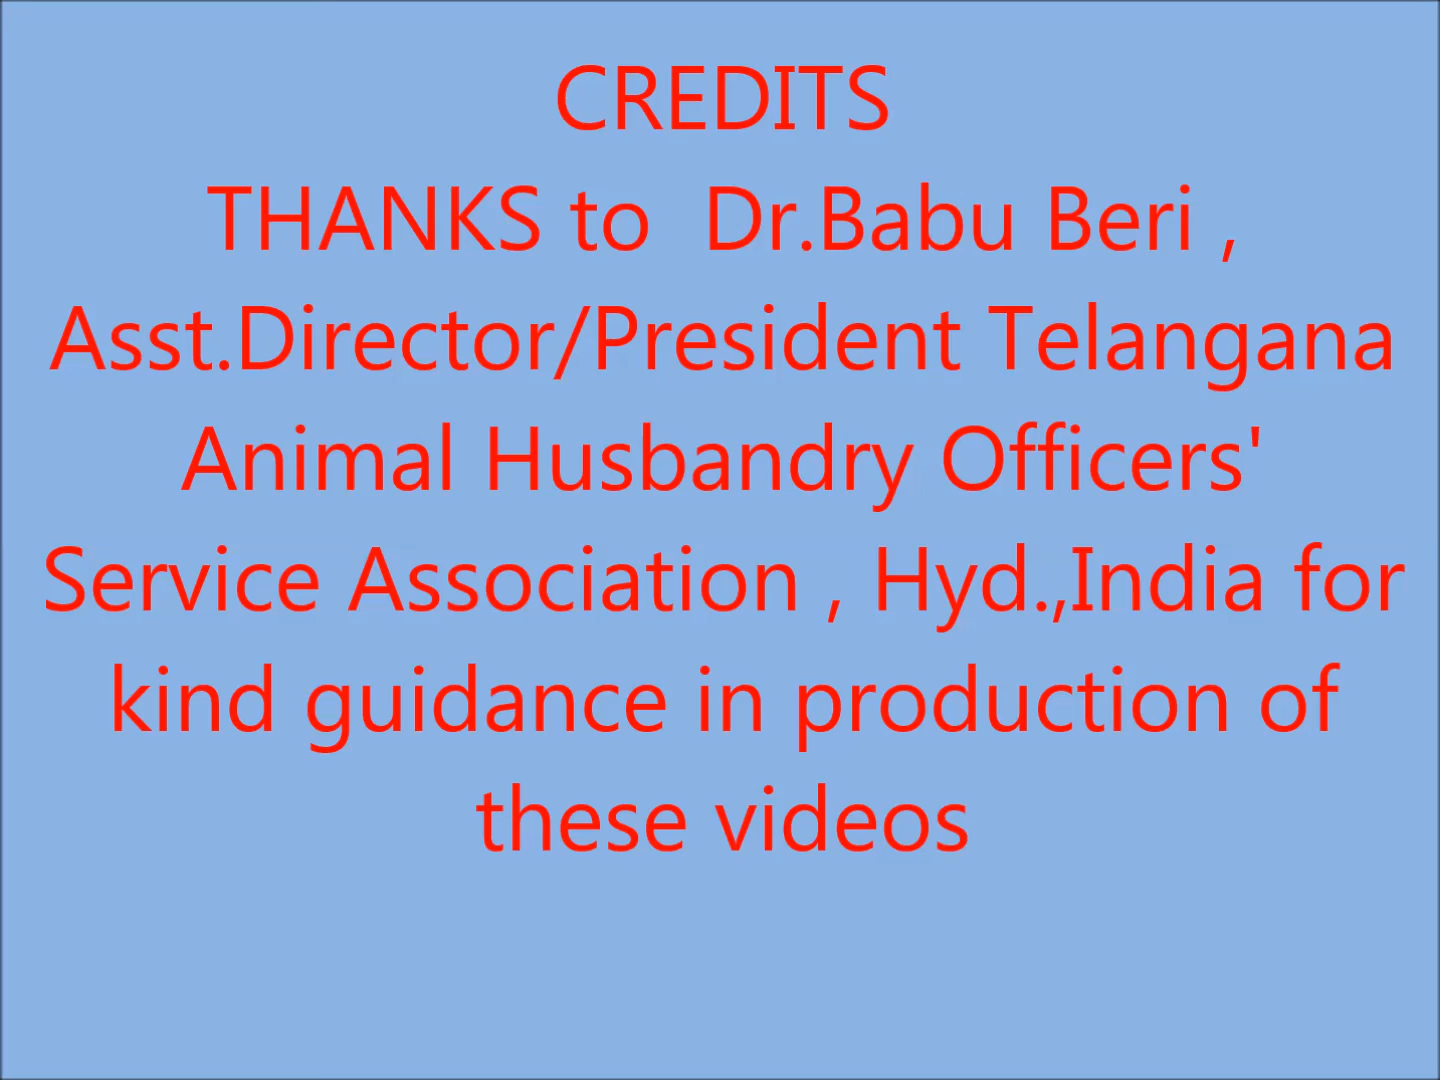 CREDITS
THANKS to  Dr.Babu Beri ,
Asst.Director/President Telangana
Animal Husbandry Officers'
Service Association , Hyd.,India for
kind guidance in production of
these videos